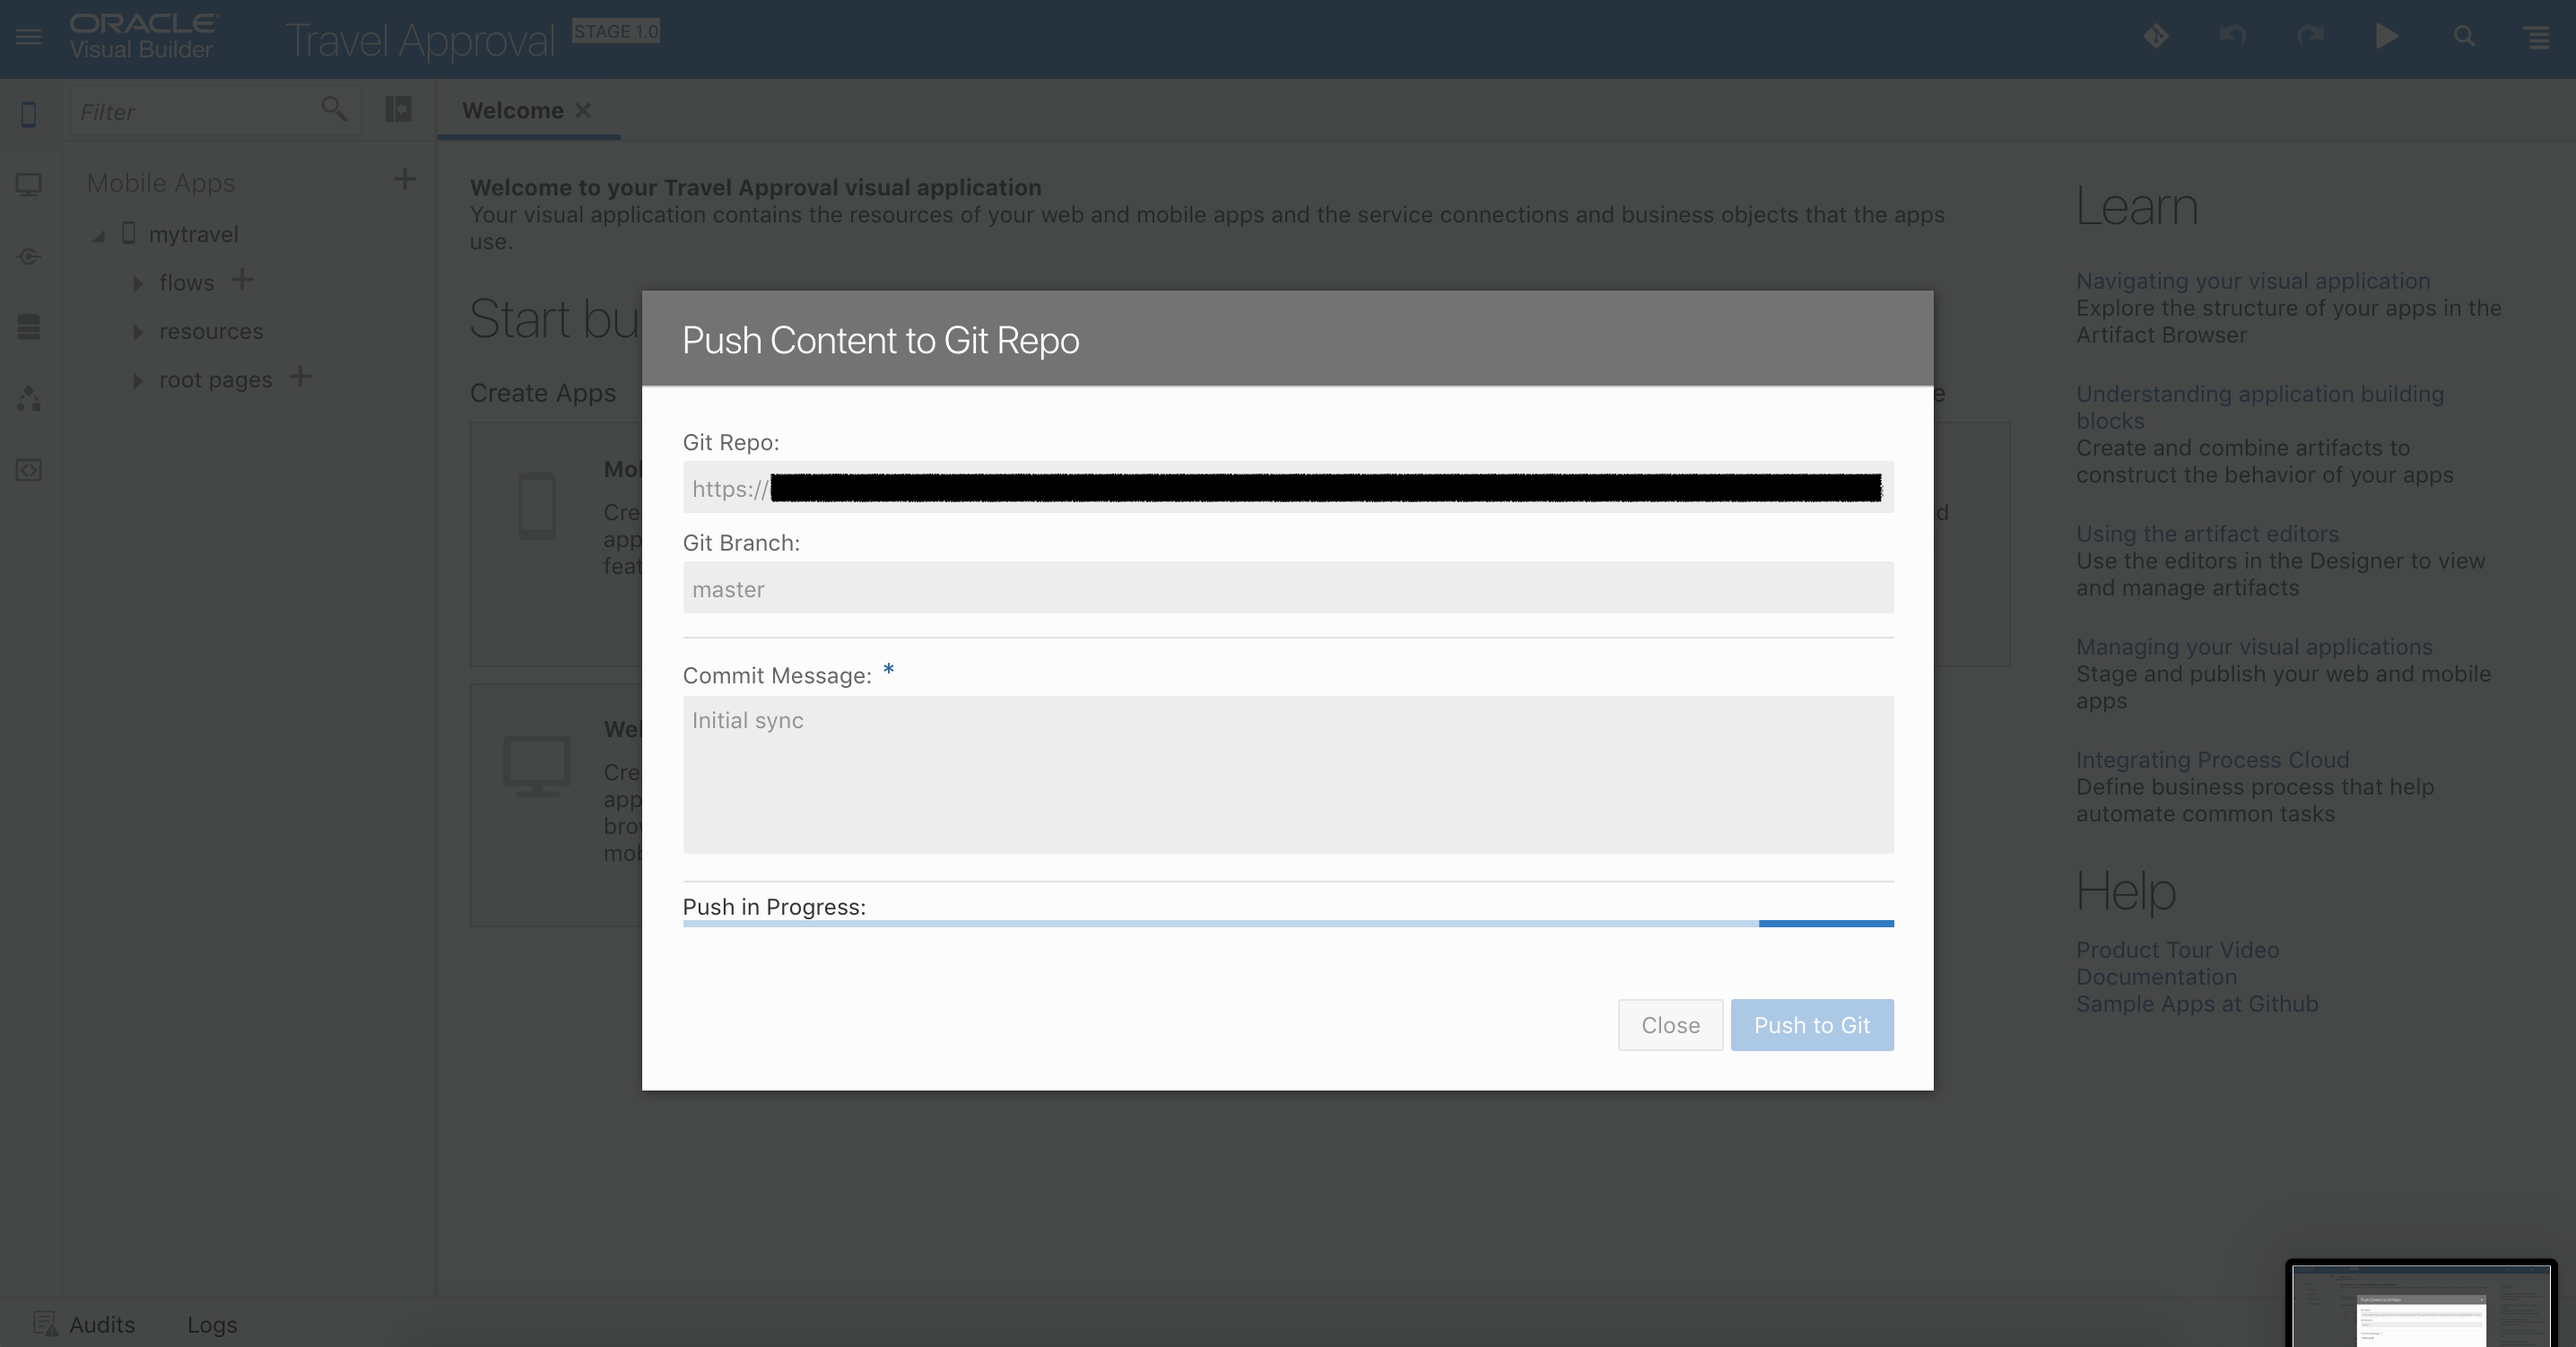 ORACLE
Visual Builder
Travel Approval
STAGE 1.0
Filter
Welcome
Mobile Apps
mytravel
flows
resources
root pages
Welcome to your Travel Approval visual application
Your visual application contains the resources of your web and mobile apps and the service connections and business objects that the apps
use.
Start bu
Create Apps
e
Mo
Cre
app
feat
d
We
Cre
app
bro
mob
Push Content to Git Repo
Git Repo:
https://
Git Branch:
master
Commit Message: *
Initial sync
Push in Progress:
Close
Push to Git
Learn
Navigating your visual application
Explore the structure of your apps in the
Artifact Browser
Understanding application building
blocks
Create and combine artifacts to
construct the behavior of your apps
Using the artifact editors
Use the editors in the Designer to view
and manage artifacts
Managing your visual applications
Stage and publish your web and mobile
apps
Integrating Process Cloud
Define business process that help
automate common tasks
Help
Product Tour Video
Documentation
Sample Apps at Github
Audits
Logs